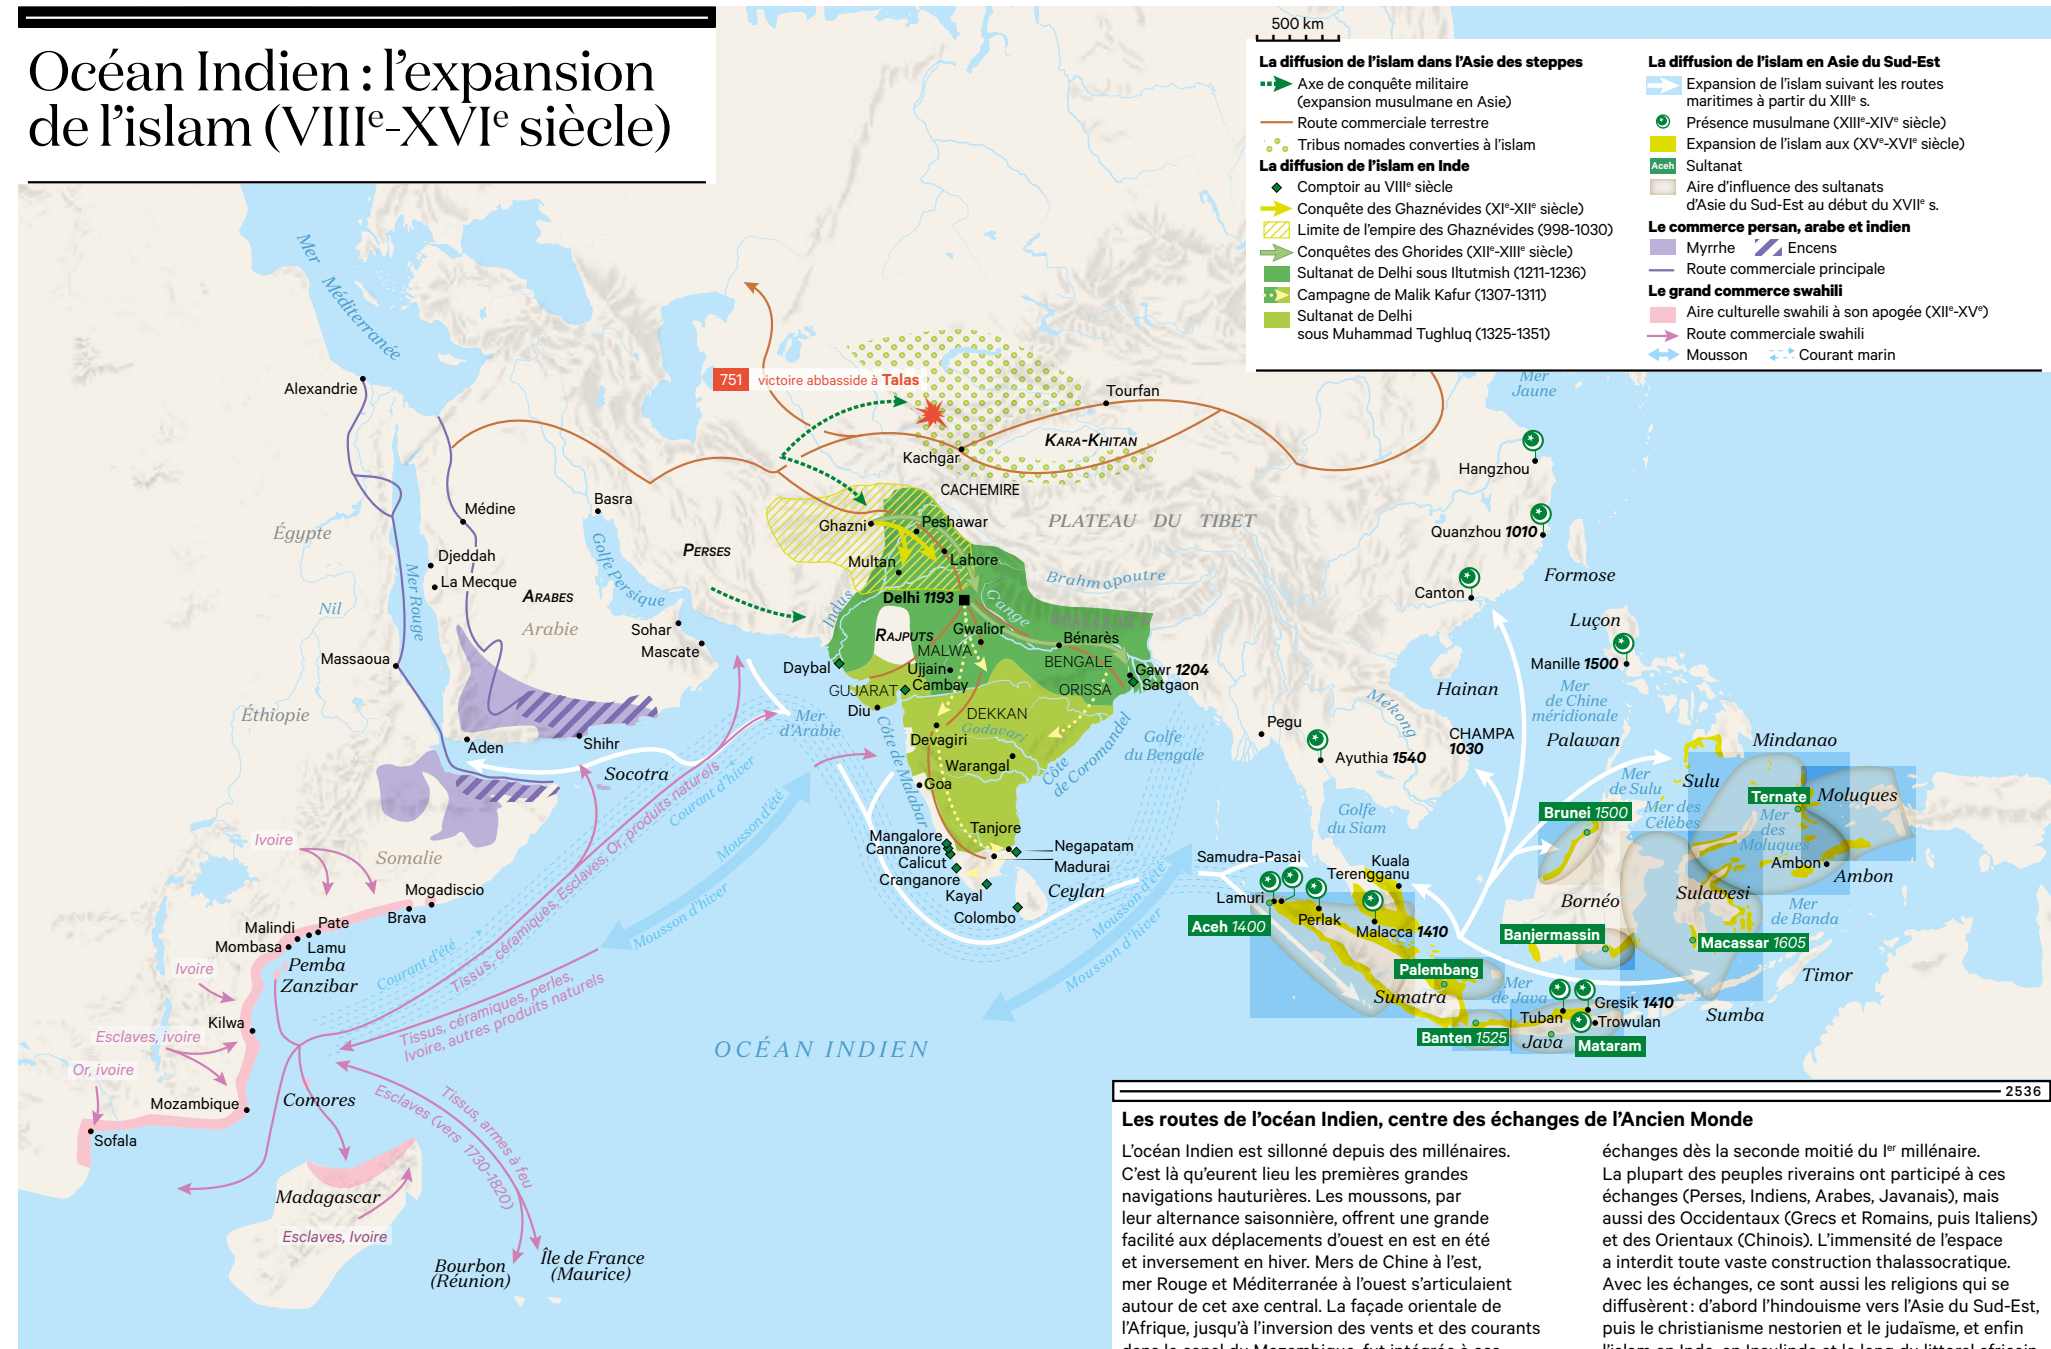 Océan Indien : l'expansion
de l'islam (VIIIe-XVIe siècle)
500 km
La diffusion de l'islam dans l'Asie des steppes
Axe de conquête militaire
(expansion musulmane en Asie)
Route commerciale terrestre
Tribus nomades converties à l'islam
La diffusion de l'islam en Inde
Comptoir au VIIIe siècle
Conquête des Ghaznévides (XIe-XIIe siècle)
Limite de l'empire des Ghaznévides (998-1030)
Conquêtes des Ghorides (XIIe-XIIIe siècle)
Sultanat de Delhi sous Iltutmish (1211-1236)
Campagne de Malik Kafur (1307-1311)
Sultanat de Delhi
sous Muhammad Tughluq (1325-1351)
La diffusion de l'islam en Asie du Sud-Est
Expansion de l'islam suivant les routes
maritimes à partir du XIIIe s.
Présence musulmane (XIIIe-XIVe siècle)
Expansion de l'islam aux (XVe-XVIe siècle)
Aceh Sultanat
Aire d'influence des sultanats
d'Asie du Sud-Est au début du XVIIe s.
Le commerce persan, arabe et indien
Myrrhe Encens
Route commerciale principale
Le grand commerce swahili
Aire culturelle swahili à son apogée (XIIe-XVe)
Route commerciale swahili
Mousson Courant marin
Mer
Méditerranée
Alexandrie
751 victoire abbasside à Talas
Tourfan
KARA-KHITAN
Kachgar
CACHEMIRE
PLATEAU DU TIBET
Mer
Jaune
Hangzhou
Quanzhou 1010
Canton
Formose
Luçon
Manille 1500
Hainan
Mer
de Chine
méridionale
Palawan
Mindanao
Égypte
Nil
Médine
Basra
Djeddah
La Mecque
Mer Rouge
Golfe Persique
PERSES
ARABES
Arabie
Sohar
Mascate
Massaoua
Éthiopie
Aden
Shihr
Socotra
Somalie
Ghazni
Peshawar
Multan
Lahore
Indus
Delhi 1193
Gange
Brahmapoutre
RAJPUTS
Gwalior
MALWA
Bénarès
BENGALE
Daybal
Ujjain
GUJARAT
Cambay
Gawr 1204
Satgaon
ORISSA
Diu
Mer
d'Arabie
DEKKAN
Godavari
Devagiri
Warangal
Côte de Malabar
Côte
de Coromandel
Golfe
du Bengale
Goa
Tanjore
Mangalore
Cannanore
Calicut
Cranganore
Kayal
Colombo
Negapatam
Madurai
Ceylan
Pegu
Ayuthia 1540
Mékong
CHAMPA
1030
Golfe
du Siam
Samudra-Pasai
Lamuri
Aceh 1400
Perlak
Kuala
Terengganu
Malacca 1410
Palembang
Sumatra
Banten 1525
Mer
de Java
Java
Tuban
Gresik 1410
Trowulan
Mataram
Brunei 1500
Bornéo
Banjermassin
Mer
de Sulu
Sulu
Mer des
Célèbes
Ternate
Moluques
Mer
des
Moluques
Ambon
Ambon
Sulawesi
Mer
de Banda
Macassar 1605
Timor
Sumba
Ivoire
Mogadiscio
Brava
Malindi
Pate
Mombasa
Lamu
Pemba
Zanzibar
Ivoire
Kilwa
Esclaves, ivoire
Or, ivoire
Mozambique
Sofala
Comores
Madagascar
Esclaves, Ivoire
Bourbon
(Réunion)
Île de France
(Maurice)
Courant d'été
Courant d'hiver
Mousson d'été
Mousson d'hiver
Mousson d'été
Mousson d'hiver
Tissus, céramiques, Esclaves, Or, produits naturels
Tissus, céramiques, perles,
Ivoire, autres produits naturels
Tissus, armes à feu
Esclaves (vers
1730-1820)
OCÉAN INDIEN
2536
Les routes de l'océan Indien, centre des échanges de l'Ancien Monde
L'océan Indien est sillonné depuis des millénaires.
C'est là qu'eurent lieu les premières grandes
navigations hauturières. Les moussons, par
leur alternance saisonnière, offrent une grande
facilité aux déplacements d'ouest en est en été
et inversement en hiver. Mers de Chine à l'est,
mer Rouge et Méditerranée à l'ouest s'articulaient
autour de cet axe central. La façade orientale de
l'Afrique, jusqu'à l'inversion des vents et des courants
dans le canal du Mozambique, fut intégrée à ces
échanges dès la seconde moitié du Ier millénaire.
La plupart des peuples riverains ont participé à ces
échanges (Perses, Indiens, Arabes, Javanais), mais
aussi des Occidentaux (Grecs et Romains, puis Italiens)
et des Orientaux (Chinois). L'immensité de l'espace
a interdit toute vaste construction thalassocratique.
Avec les échanges, ce sont aussi les religions qui se
diffusèrent : d'abord l'hindouisme vers l'Asie du Sud-Est,
puis le christianisme nestorien et le judaïsme, et enfin
l'islam en Inde, en Insulinde et le long du littoral africain.